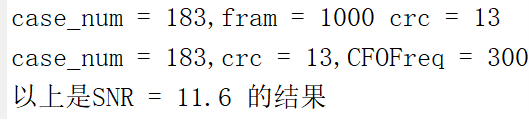 case_num = 183,fram = 1000 crc = 13
case_num = 183,crc = 13,CFOFreq = 300
以上是SNR = 11.6 的结果